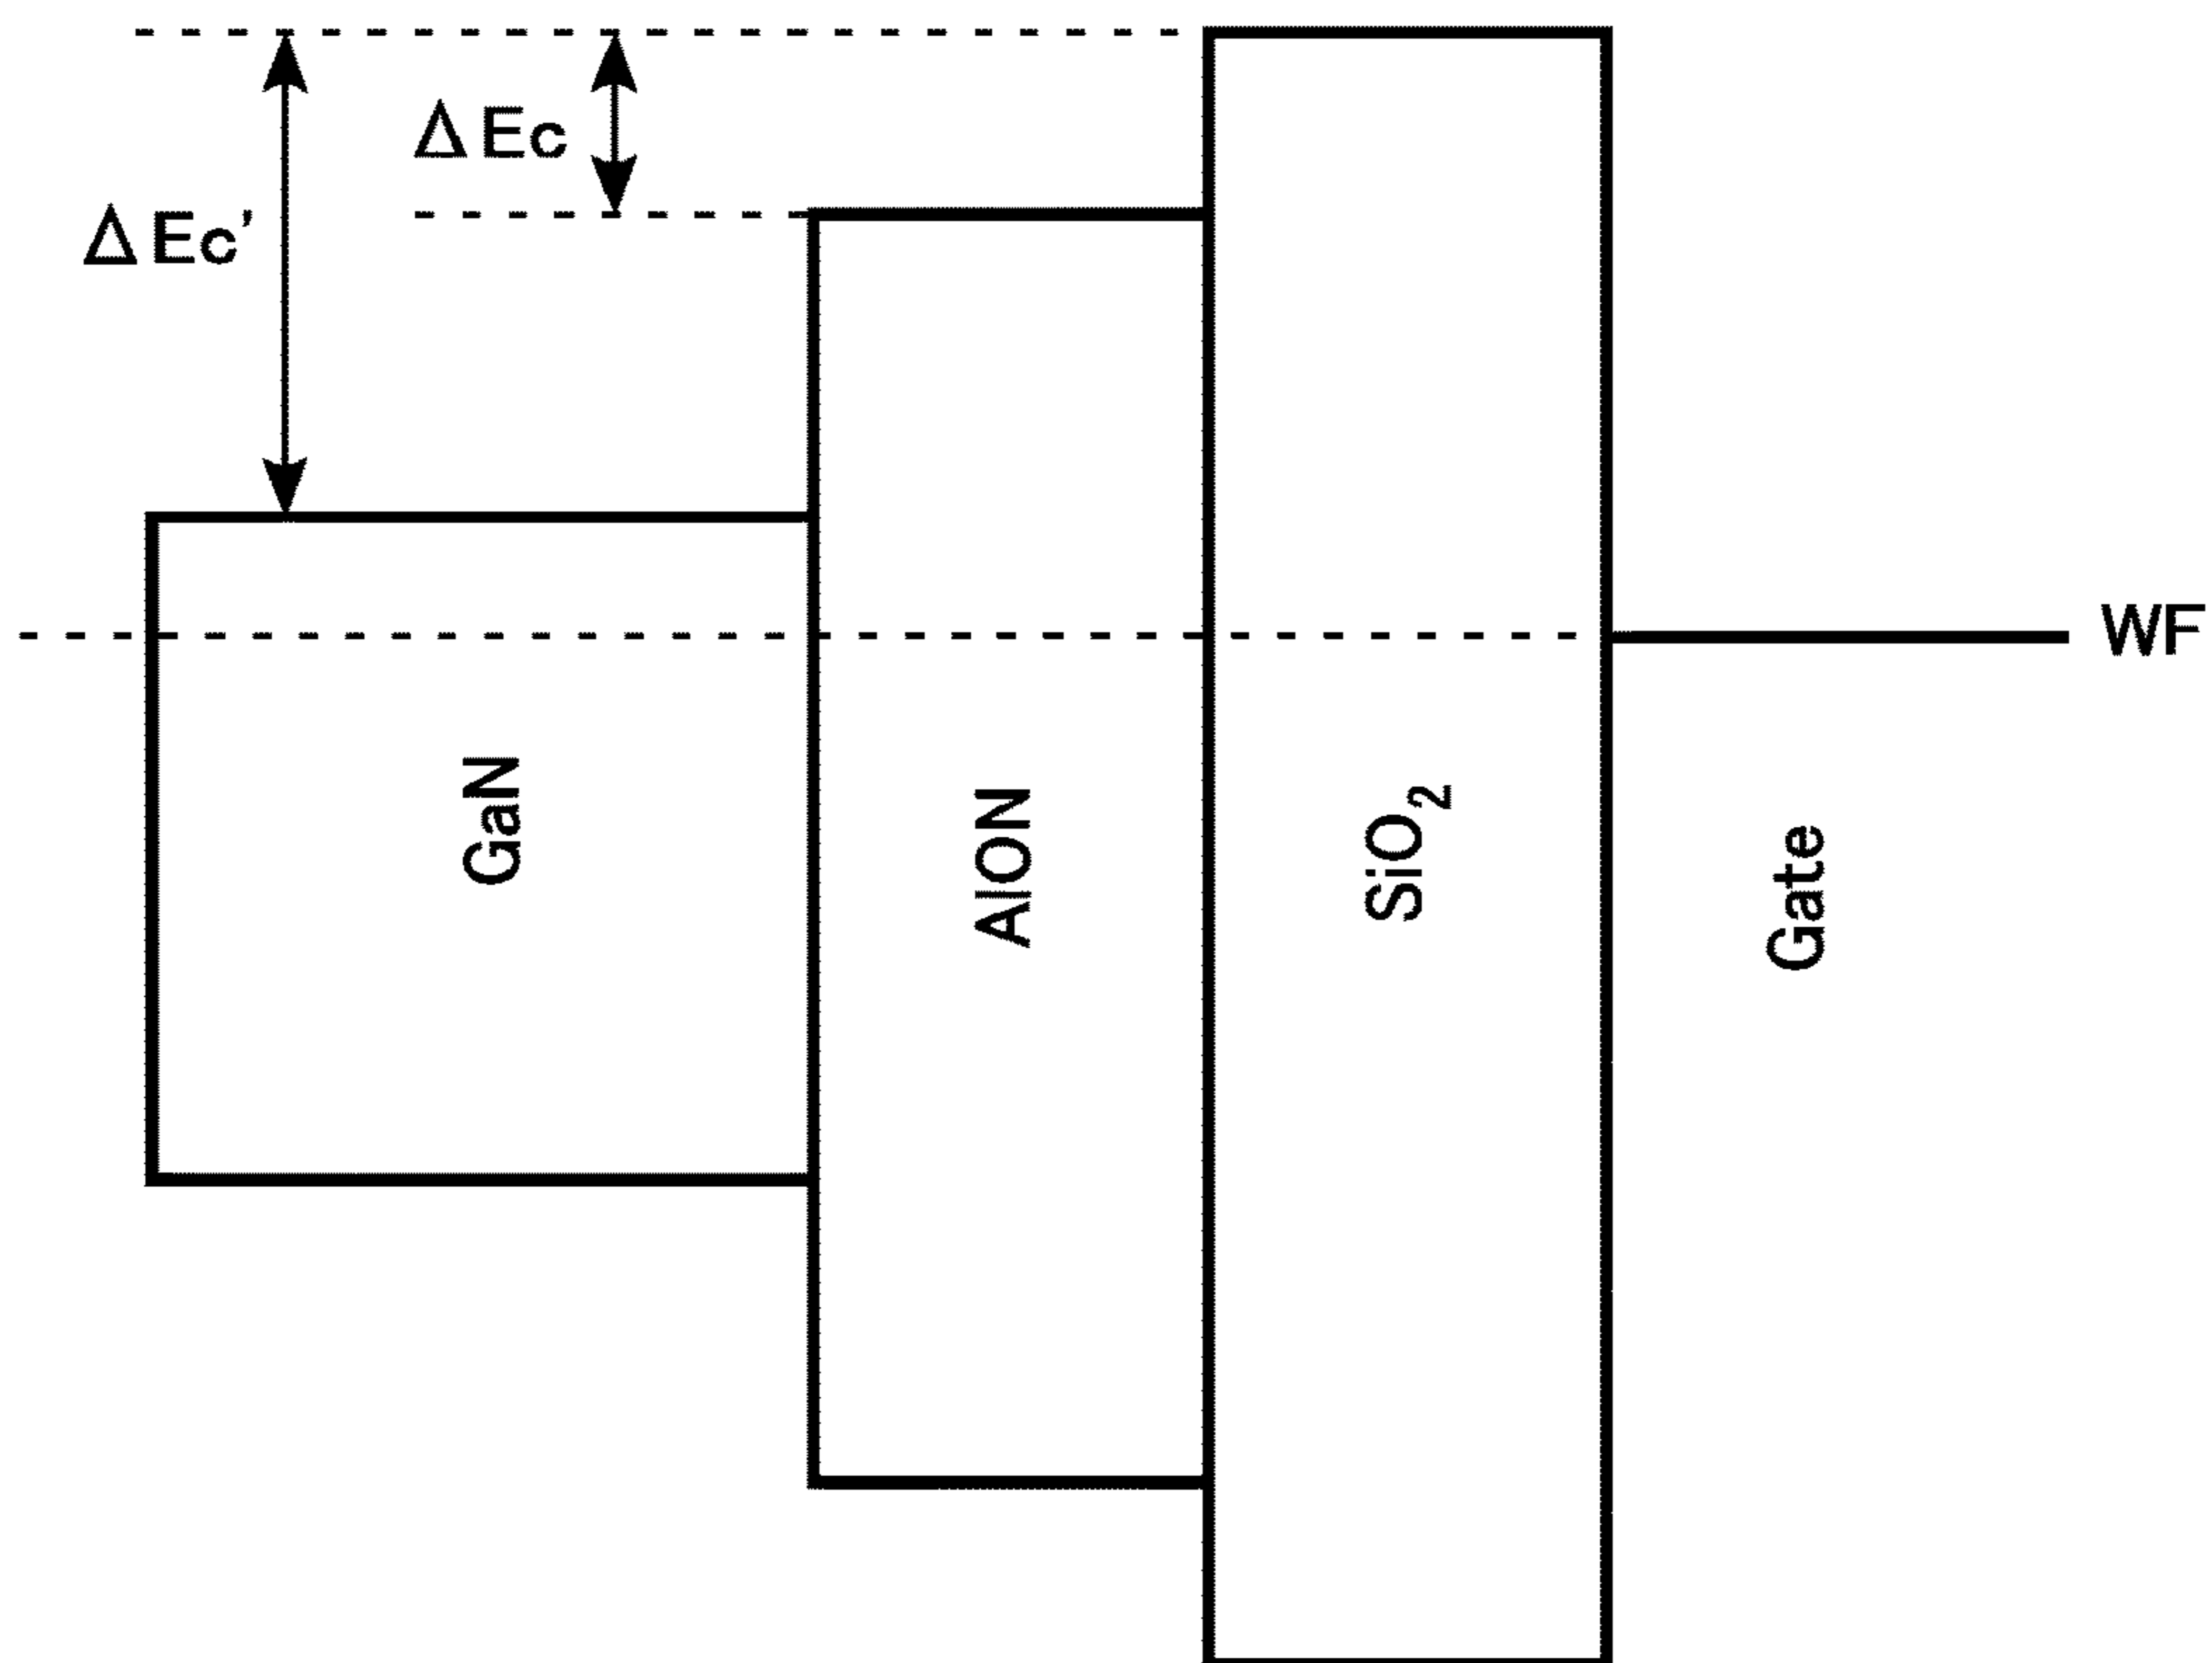 ΔEc
ΔEc’
WF
GaN
AlON
SiO₂
Gate